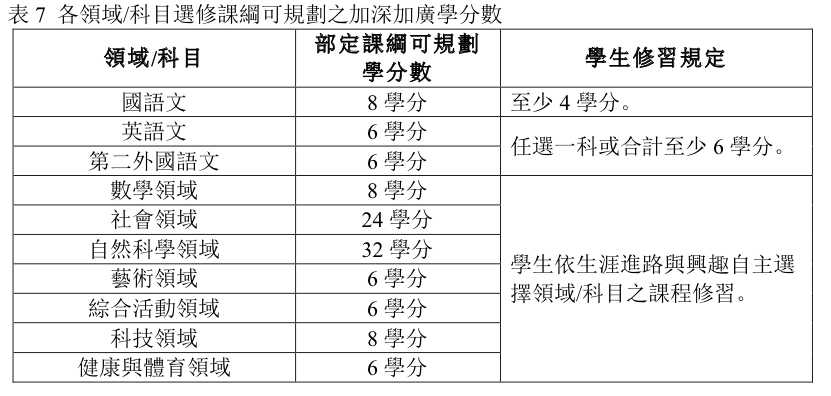 表 7 各領域/科目選修課綱可規劃之加深加廣學分數
領域/科目 部定課綱可規劃學分數 學生修習規定
國語文 8 學分 至少 4 學分。
英語文 6 學分 任選一科或合計至少 6 學分。
第二外國語文 6 學分
數學領域 8 學分
社會領域 24 學分
自然科學領域 32 學分
學生依生涯進路與興趣自主選
擇領域/科目之課程修習。
藝術領域 6 學分
綜合活動領域 6 學分
科技領域 8 學分
健康與體育領域 6 學分